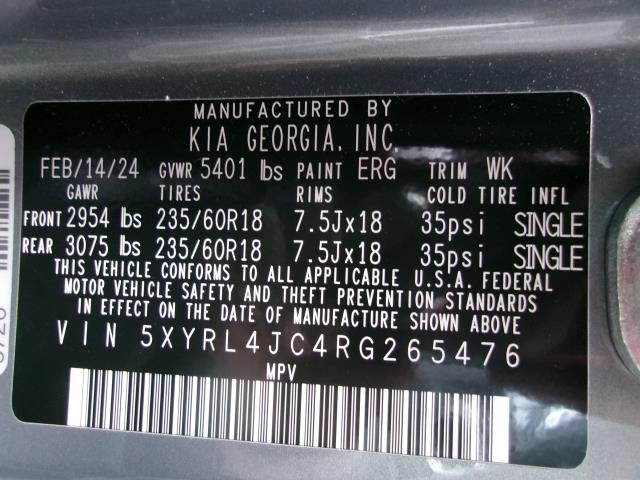 MANUFACTURED BY
KIA GEORGIA, INC.
FEB/14/24 GVWR 5401 lbs PAINT ERG TRIM WK
GAWR TIRES RIMS COLD TIRE INFL
FRONT 2954 lbs 235/60R18 7.5Jx18 35psi SINGLE
REAR 3075 lbs 235/60R18 7.5Jx18 35psi SINGLE
THIS VEHICLE CONFORMS TO ALL APPLICABLE U.S.A. FEDERAL
MOTOR VEHICLE SAFETY AND THEFT PREVENTION STANDARDS
IN EFFECT ON THE DATE OF MANUFACTURE SHOWN ABOVE.
VIN 5XYRL4JC4RG265476
MPV